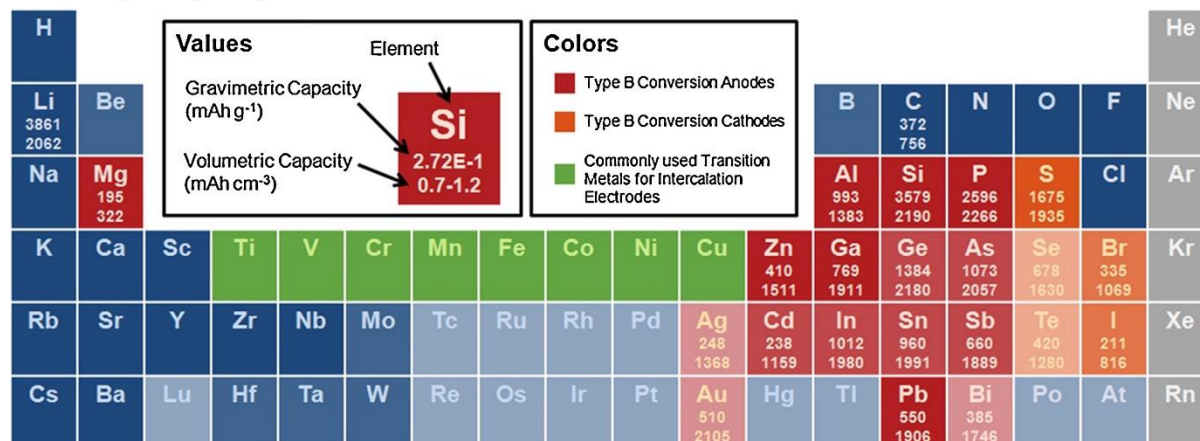 H He
Values
Element
Gravimetric Capacity
(mAh g⁻¹)
Si
2.72E-1
Volumetric Capacity
(mAh cm⁻³)
0.7-1.2
Colors
Type B Conversion Anodes
Type B Conversion Cathodes
Commonly used Transition
Metals for Intercalation
Electrodes
Li Be B C N O F Ne
3861 372
2062 756
Na Mg Al Si P S Cl Ar
195 993 3579 2596 1675
322 1383 2190 2266 1935
K Ca Sc Ti V Cr Mn Fe Co Ni Cu Zn Ga Ge As Se Br Kr
410 769 1384 1073 678 335
1511 1911 2180 2057 1630 1069
Rb Sr Y Zr Nb Mo Tc Ru Rh Pd Ag Cd In Sn Sb Te I Xe
248 238 1012 960 660 420 211
1368 1159 1980 1991 1889 1280 816
Cs Ba Lu Hf Ta W Re Os Ir Pt Au Hg Tl Pb Bi Po At Rn
510 550 385
2105 1906 1746